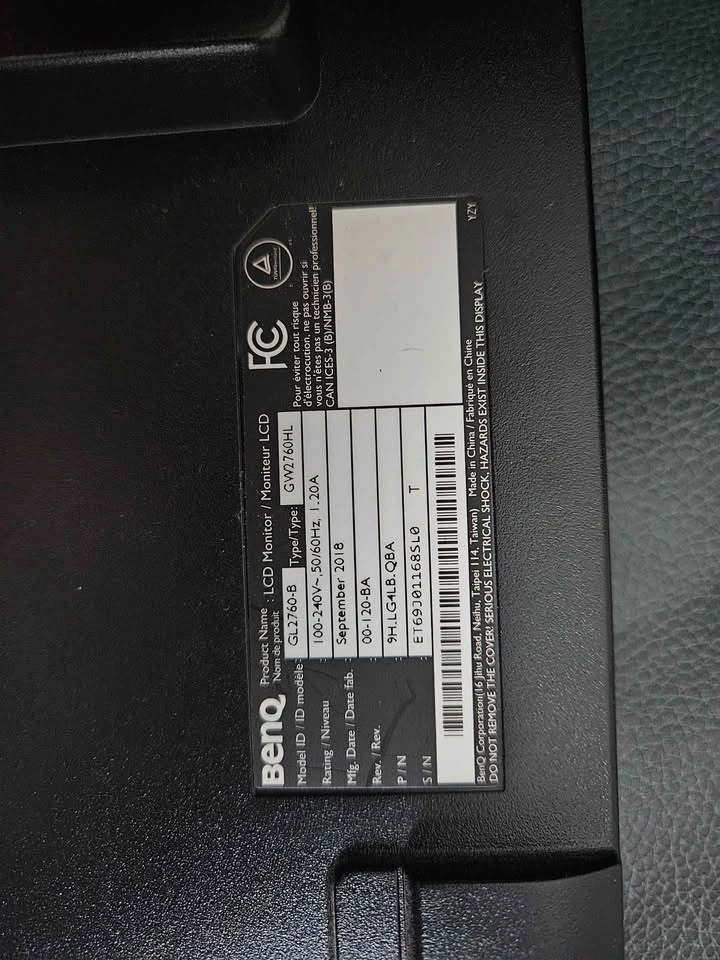 BenQ
Product Name : LCD Monitor / Moniteur LCD
Nom de produit
FC
Model ID / ID modèle: GL2760-B Type/Type: GW2760HL
Rating / Niveau 100-240V~,50/60Hz, 1.20A
Mfg. Date / Date fab. September 2018
Rev. / Rev. 00-120-BA
P / N 9H.LG4LB.QBA
S / N ET69J01168SL0 T
Pour éviter tout risque
d'électrocution, ne pas ouvrir si
vous n'êtes pas un technicien professionnel!
CAN ICES-3 (B)/NMB-3(B)
BenQ Corporation(16 Jihu Road, Neihu, Taipei 114, Taiwan) Made in China / Fabriqué en Chine
DO NOT REMOVE THE COVER! SERIOUS ELECTRICAL SHOCK, HAZARDS EXIST INSIDE THIS DISPLAY
YZY